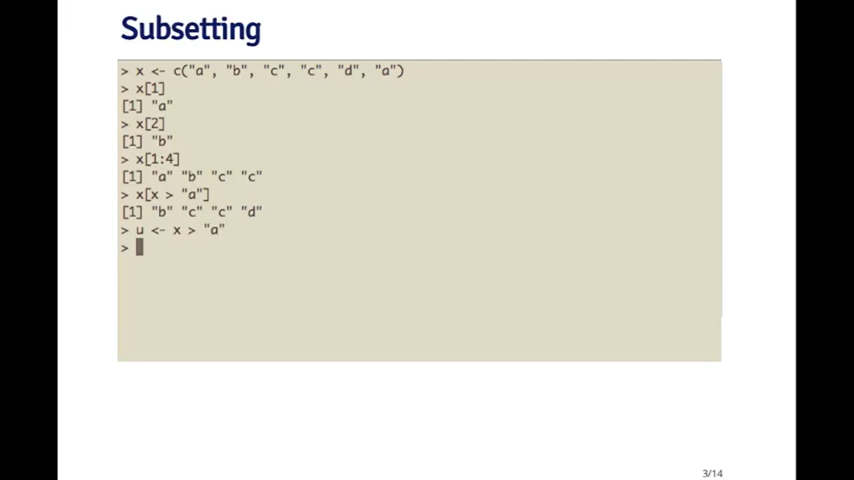 Subsetting
> x <- c("a", "b", "c", "c", "d", "a")
> x[1]
[1] "a"
> x[2]
[1] "b"
> x[1:4]
[1] "a" "b" "c" "c"
> x[x > "a"]
[1] "b" "c" "c" "d"
> u <- x > "a"
>
3/14